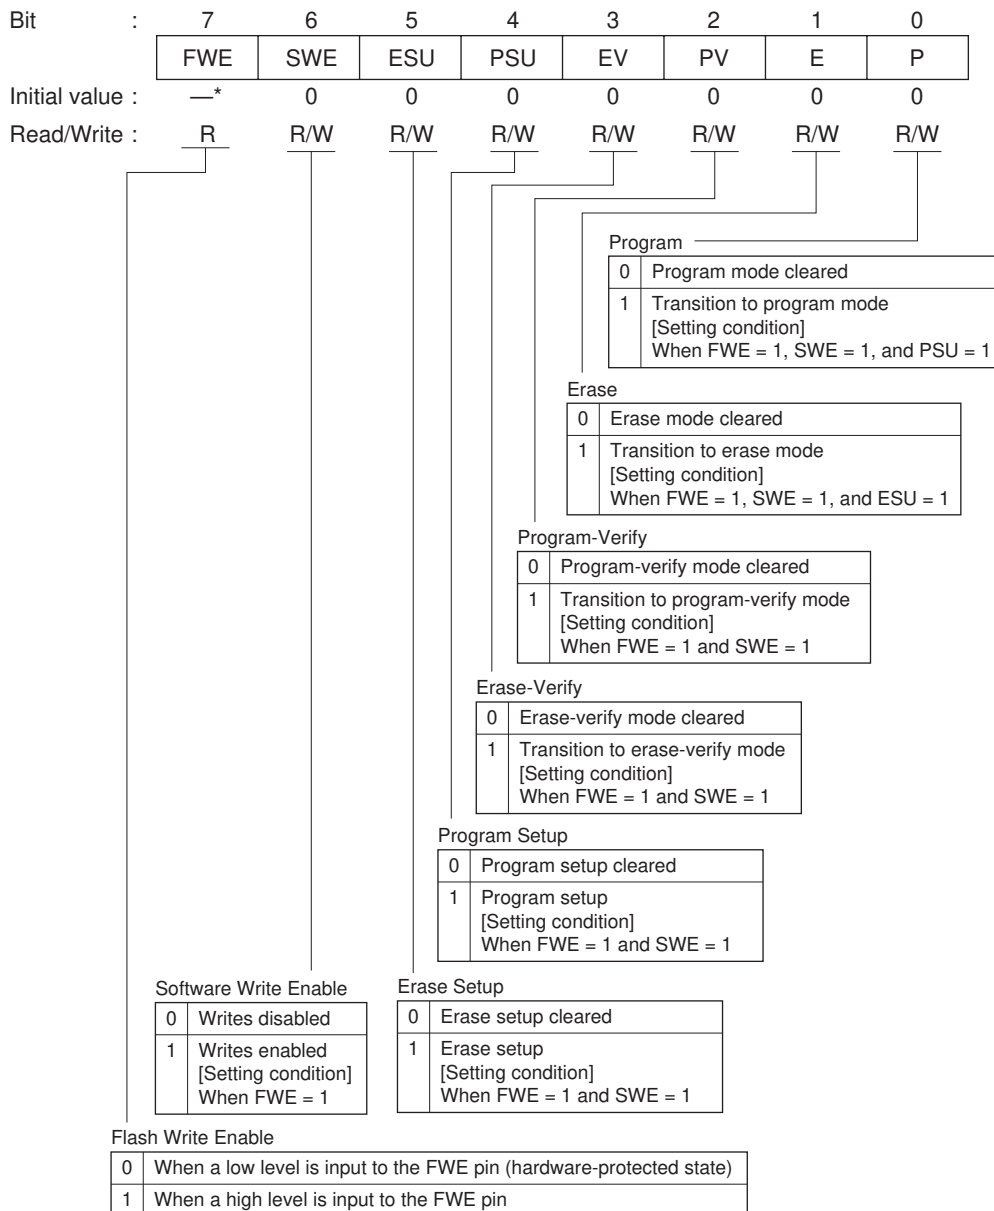 Bit : 7 6 5 4 3 2 1 0
FWE SWE ESU PSU EV PV E P
Initial value : —* 0 0 0 0 0 0 0
Read/Write : R R/W R/W R/W R/W R/W R/W R/W
Program
0 Program mode cleared
1 Transition to program mode
[Setting condition]
When FWE = 1, SWE = 1, and PSU = 1
Erase
0 Erase mode cleared
1 Transition to erase mode
[Setting condition]
When FWE = 1, SWE = 1, and ESU = 1
Program-Verify
0 Program-verify mode cleared
1 Transition to program-verify mode
[Setting condition]
When FWE = 1 and SWE = 1
Erase-Verify
0 Erase-verify mode cleared
1 Transition to erase-verify mode
[Setting condition]
When FWE = 1 and SWE = 1
Program Setup
0 Program setup cleared
1 Program setup
[Setting condition]
When FWE = 1 and SWE = 1
Software Write Enable
0 Writes disabled
1 Writes enabled
[Setting condition]
When FWE = 1
Erase Setup
0 Erase setup cleared
1 Erase setup
[Setting condition]
When FWE = 1 and SWE = 1
Flash Write Enable
0 When a low level is input to the FWE pin (hardware-protected state)
1 When a high level is input to the FWE pin